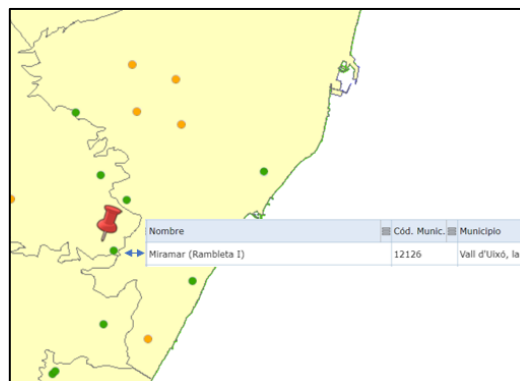 Nombre Cód. Munic. Municipio
Miramar (Rambleta I) 12126 Vall d'Uixó, la